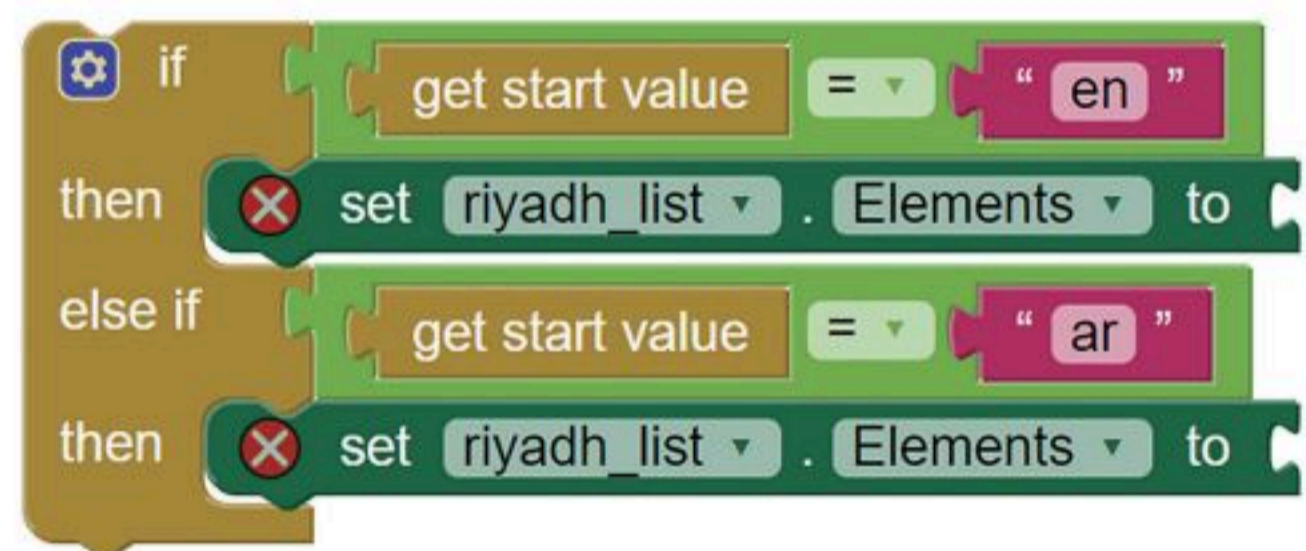 if get start value = " en "
then set riyadh_list . Elements to
else if get start value = " ar "
then set riyadh_list . Elements to